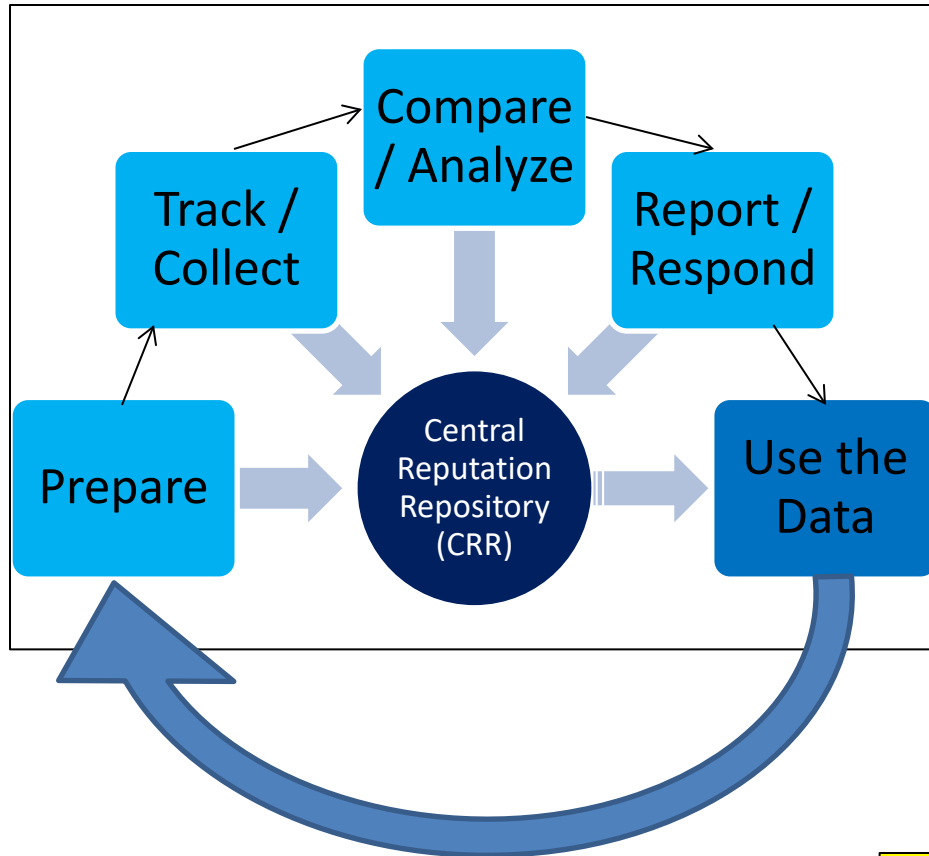 Compare
/ Analyze
Track /
Collect
Report /
Respond
Prepare
Central
Reputation
Repository
(CRR)
Use the
Data